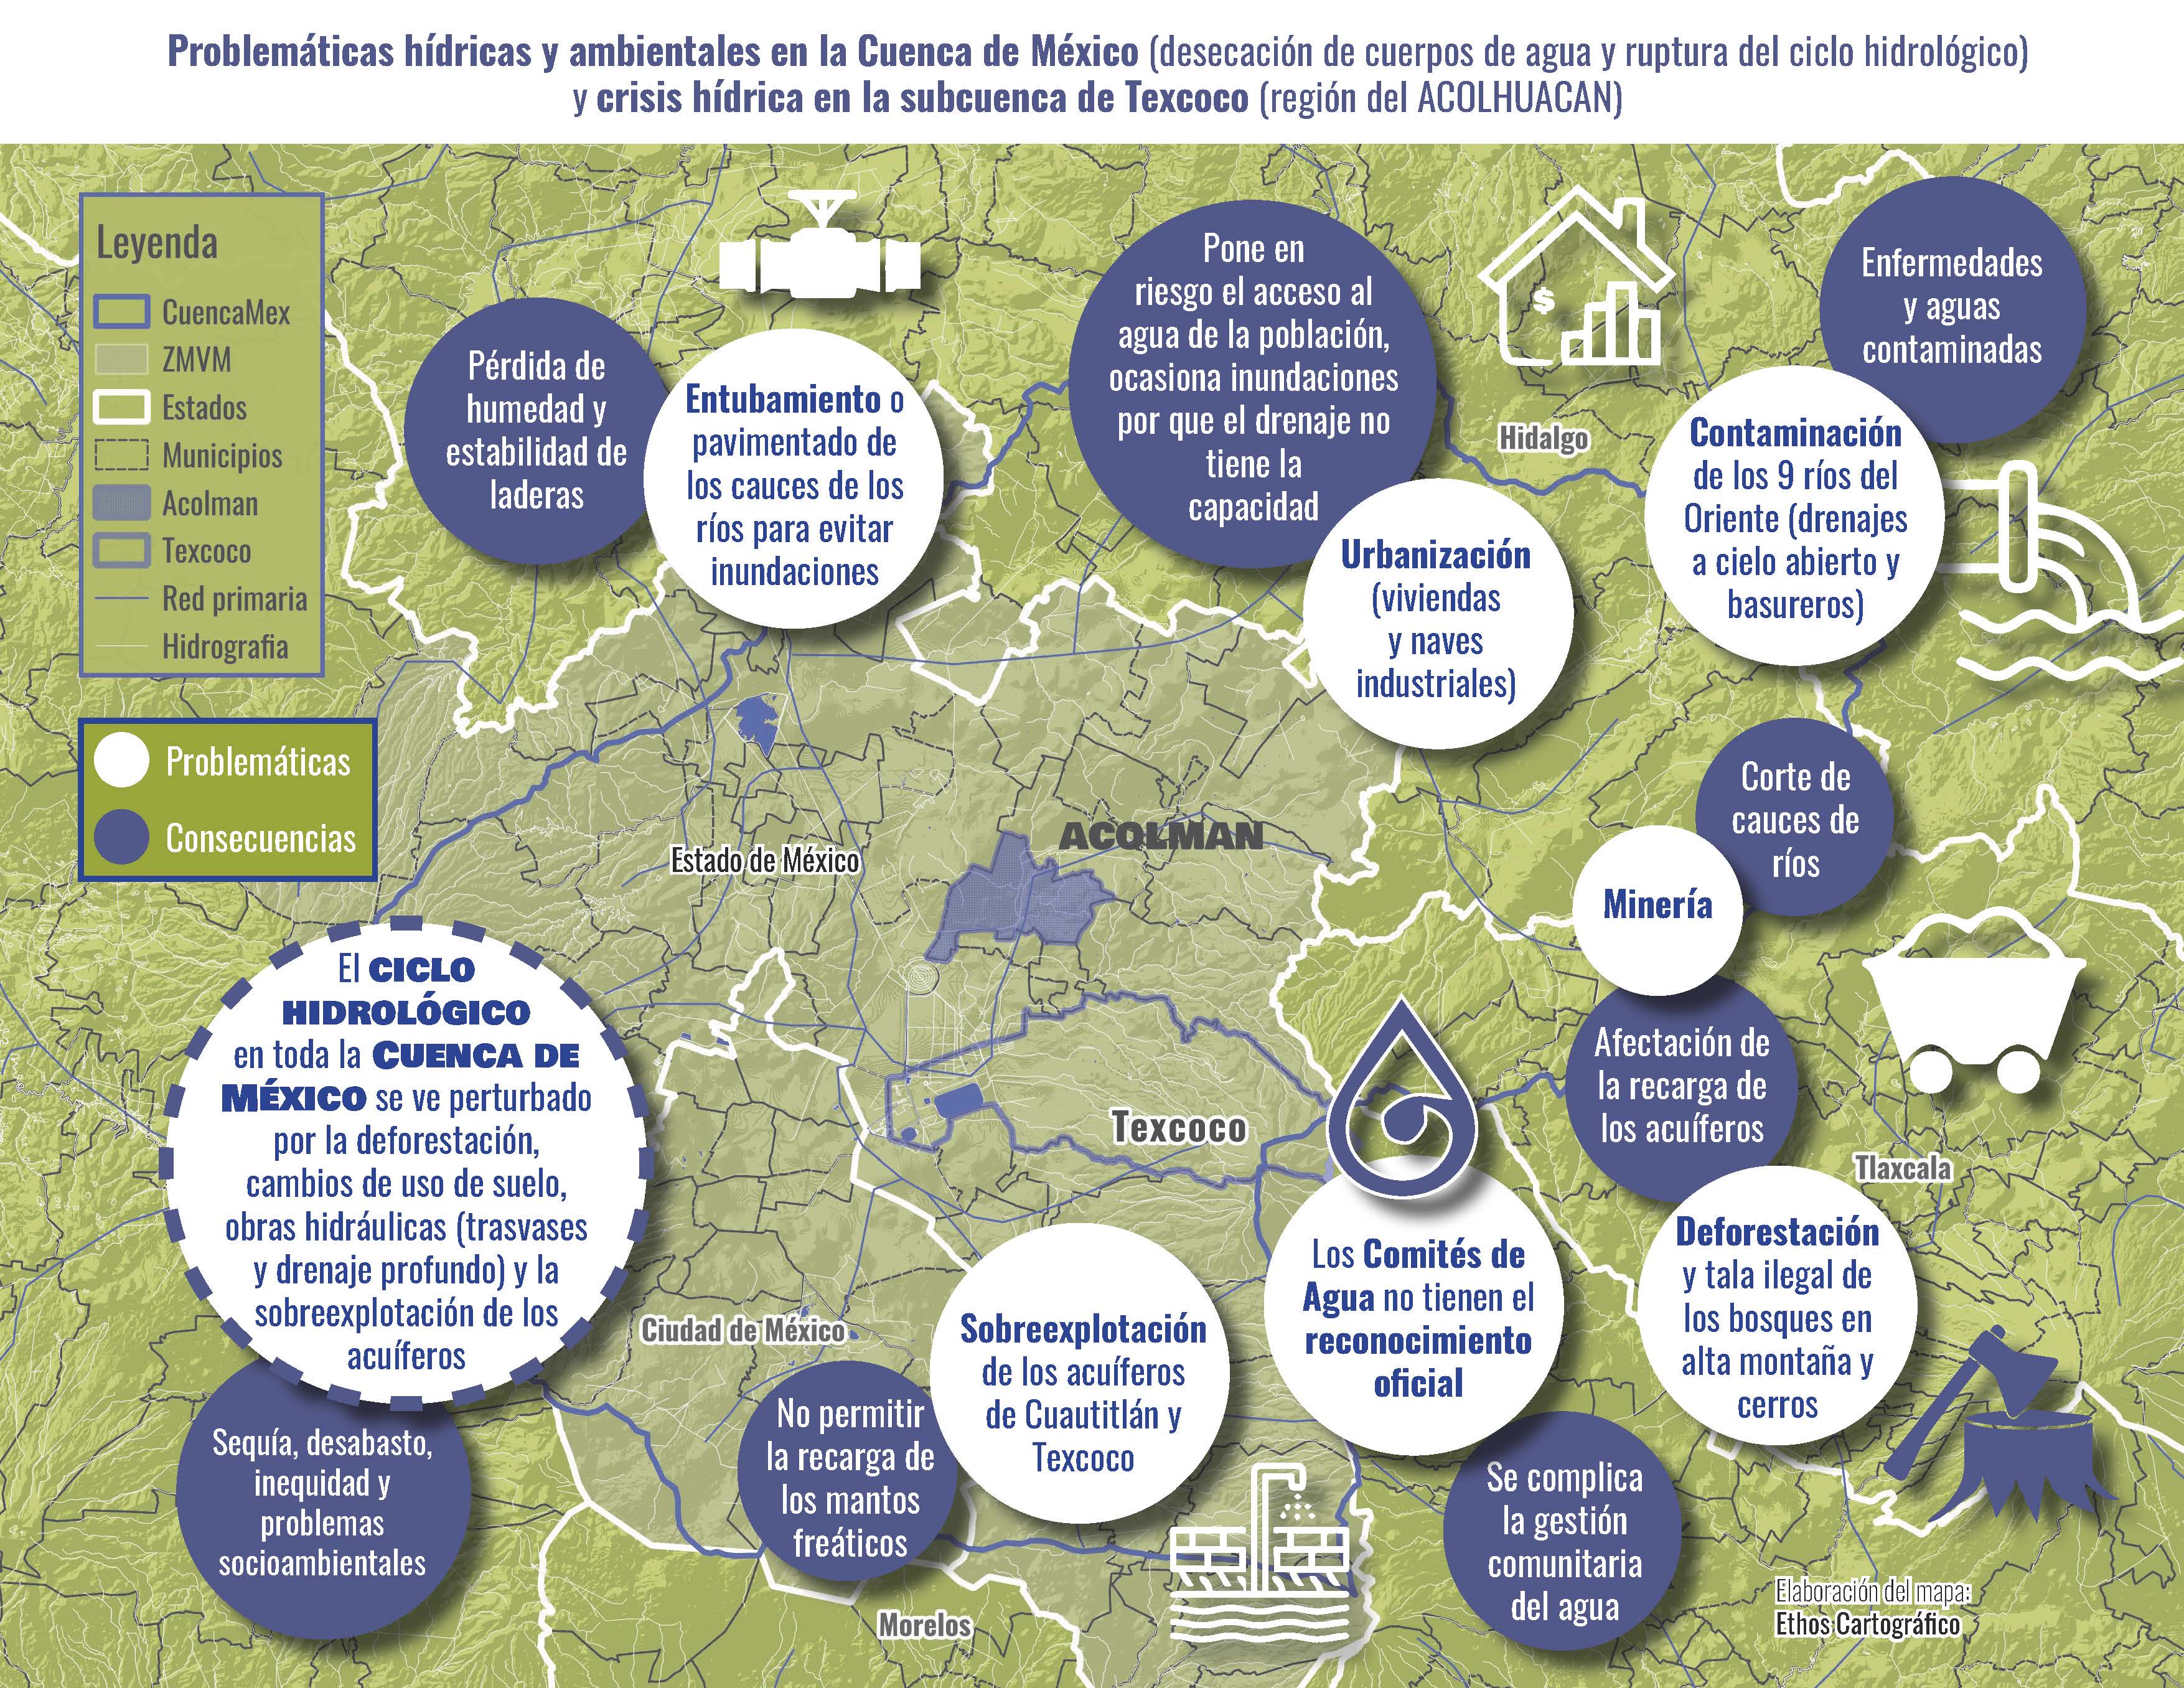 Problemáticas hídricas y ambientales en la Cuenca de México (desecación de cuerpos de agua y ruptura del ciclo hidrológico)
y crisis hídrica en la subcuenca de Texcoco (región del ACOLHUACAN)
Leyenda
CuencaMex
ZMVM
Estados
Municipios
Acolman
Texcoco
Red primaria
Hidrografia
Problemáticas
Consecuencias
Pérdida de
humedad y
estabilidad de
laderas
Entubamiento o
pavimentado de
los cauces de los
ríos para evitar
inundaciones
Pone en
riesgo el acceso al
agua de la población,
ocasiona inundaciones
por que el drenaje no
tiene la
capacidad
Urbanización
(viviendas
y naves
industriales)
$
Hidalgo
Enfermedades
y aguas
contaminadas
Contaminación
de los 9 ríos del
Oriente (drenajes
a cielo abierto y
basureros)
Corte de
cauces de
ríos
Minería
Afectación de
la recarga de
los acuíferos
Tlaxcala
Deforestación
y tala ilegal de
los bosques en
alta montaña y
cerros
Estado de México
ACOLMAN
Texcoco
El CICLO
HIDROLÓGICO
en toda la CUENCA DE
MÉXICO se ve perturbado
por la deforestación,
cambios de uso de suelo,
obras hidráulicas (trasvases
y drenaje profundo) y la
sobreexplotación de los
acuíferos
Sequía, desabasto,
inequidad y
problemas
socioambientales
Ciudad de México
No permitir
la recarga de
los mantos
freáticos
Sobreexplotación
de los acuíferos
de Cuautitlán y
Texcoco
Los Comités de
Agua no tienen el
reconocimiento
oficial
Se complica
la gestión
comunitaria
del agua
Morelos
Elaboración del mapa:
Ethos Cartográfico